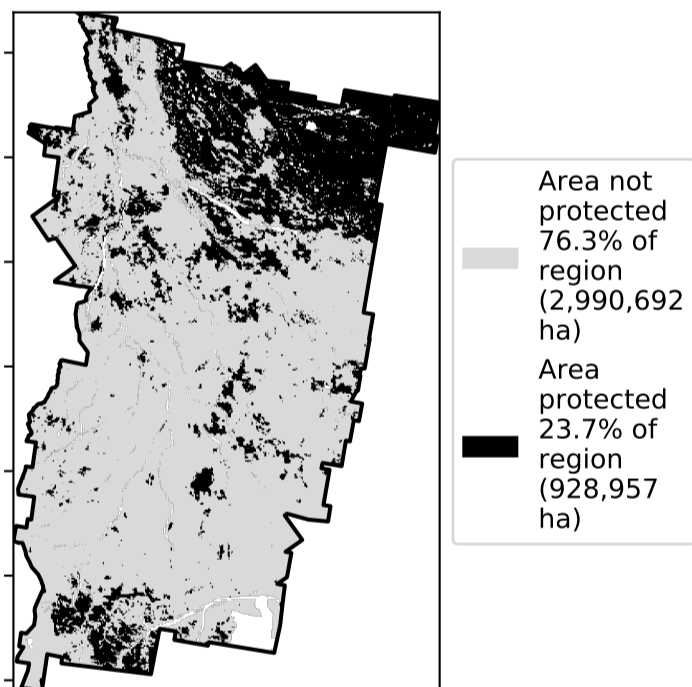 Area not
protected
76.3% of
region
(2,990,692
ha)
Area
protected
23.7% of
region
(928,957
ha)